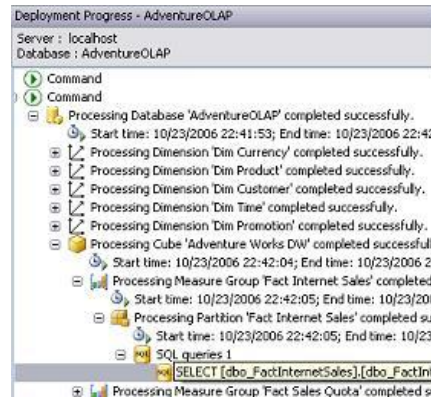 Deployment Progress - AdventureOLAP
Server : localhost
Database : AdventureOLAP
Command
Command
Processing Database 'AdventureOLAP' completed successfully.
Start time: 10/23/2006 22:41:53; End time: 10/23/2006 22:42
Processing Dimension 'Dim Currency' completed successfully.
Processing Dimension 'Dim Product' completed successfully.
Processing Dimension 'Dim Customer' completed successfully.
Processing Dimension 'Dim Time' completed successfully.
Processing Dimension 'Dim Promotion' completed successfully.
Processing Cube 'Adventure Works DW' completed successful
Start time: 10/23/2006 22:42:04; End time: 10/23/2006 2
Processing Measure Group 'Fact Internet Sales' completed
Start time: 10/23/2006 22:42:05; End time: 10/23/20
Processing Partition 'Fact Internet Sales' completed su
Start time: 10/23/2006 22:42:05; End time: 10/23
SQL queries 1
SELECT [dbo_FactInternetSales].[dbo_FactInt
Processing Measure Group 'Fact Sales Quota' completed s